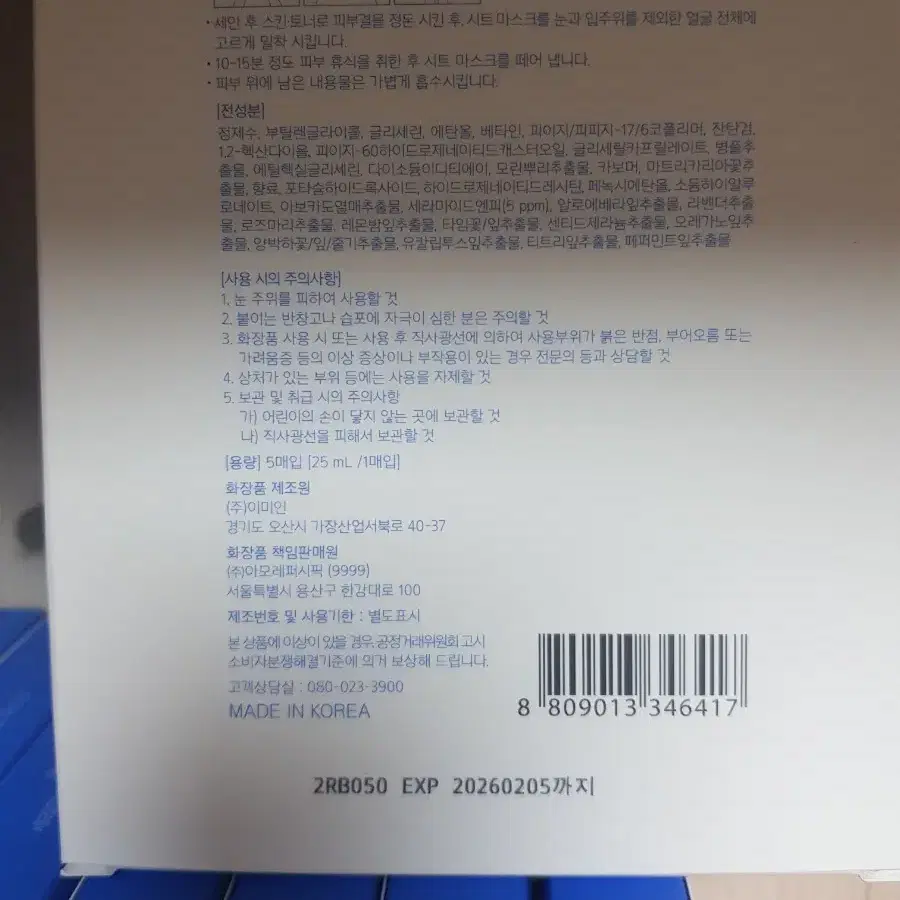 • 세안 후 스킨·토너로 피부결을 정돈 시킨 후, 시트 마스크를 눈과 입주위를 제외한 얼굴 전체에
고르게 밀착 시킵니다.
• 10-15분 정도 피부 휴식을 취한 후 시트 마스크를 떼어 냅니다.
• 피부 위에 남은 내용물은 가볍게 흡수시킵니다.
[전성분]
정제수, 부틸렌글라이콜, 글리세린, 에탄올, 베타인, 피이지/피피지-17/6코폴리머, 잔탄검,
1,2-헥산다이올, 피이지-60하이드로제네이티드캐스터오일, 글리세릴카프릴레이트, 병풀추
출물, 에틸헥실글리세린, 다이소듐이디티에이, 모란뿌리추출물, 카보머, 마트리카리아꽃추
출물, 향료, 포타슘하이드록사이드, 하이드로제네이티드레시틴, 페녹시에탄올, 소듐하이알루
로네이트, 아보카도열매추출물, 세라마이드엔피(5 ppm), 알로에베라잎추출물, 라벤더추출
물, 로즈마리추출물, 레몬밤잎추출물, 타임꽃/잎추출물, 센티드제라늄추출물, 오레가노잎추
출물, 양박하꽃/잎/줄기추출물, 유칼립투스잎추출물, 티트리잎추출물, 페퍼민트잎추출물
[사용 시의 주의사항]
1. 눈 주위를 피하여 사용할 것
2. 붙이는 반창고나 습포에 자극이 심한 분은 주의할 것
3. 화장품 사용 시 또는 사용 후 직사광선에 의하여 사용부위가 붉은 반점, 부어오름 또는
가려움증 등의 이상 증상이나 부작용이 있는 경우 전문의 등과 상담할 것
4. 상처가 있는 부위 등에는 사용을 자제할 것
5. 보관 및 취급 시의 주의사항
가) 어린이의 손이 닿지 않는 곳에 보관할 것
나) 직사광선을 피해서 보관할 것
[용량] 5매입 [25 mL /1매입]
화장품 제조원
(주)이미인
경기도 오산시 가장산업서북로 40-37
화장품 책임판매원
(주)아모레퍼시픽 (9999)
서울특별시 용산구 한강대로 100
제조번호 및 사용기한 : 별도표시
본 상품에 이상이 있을 경우, 공정거래위원회 고시
소비자분쟁해결기준에 의거 보상해 드립니다.
고객상담실 : 080-023-3900
MADE IN KOREA
8 809013 346417
2RB050 EXP 20260205까지